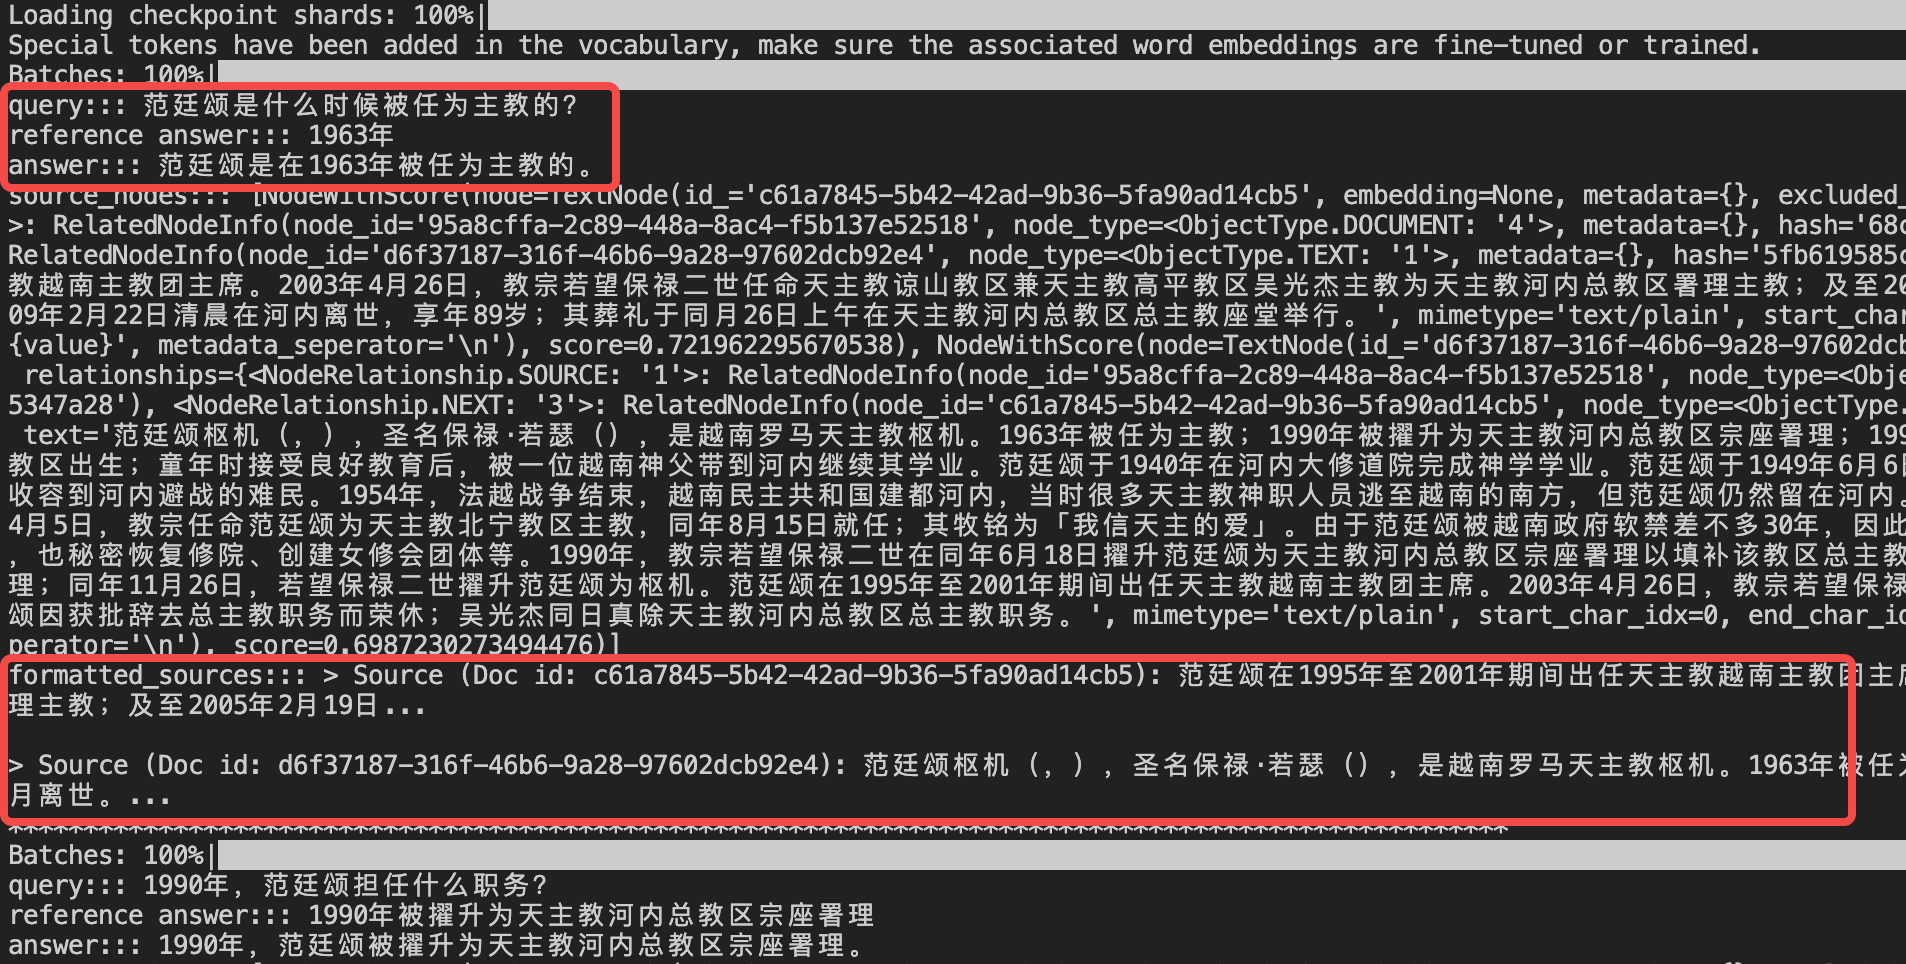 Loading checkpoint shards: 100%|
Special tokens have been added in the vocabulary, make sure the associated word embeddings are fine-tuned or trained.
Batches: 100%|
query::: 范廷颂是什么时候被任为主教的?
reference answer::: 1963年
answer::: 范廷颂是在1963年被任为主教的。
source_nodes::: [NodeWithScore(node=TextNode(id_='c61a7845-5b42-42ad-9b36-5fa90ad14cb5', embedding=None, metadata={}, excluded_
>: RelatedNodeInfo(node_id='95a8cffa-2c89-448a-8ac4-f5b137e52518', node_type=<ObjectType.DOCUMENT: '4'>, metadata={}, hash='68c
RelatedNodeInfo(node_id='d6f37187-316f-46b6-9a28-97602dcb92e4', node_type=<ObjectType.TEXT: '1'>, metadata={}, hash='5fb619585c
教越南主教团主席。2003年4月26日，教宗若望保禄二世任命天主教谅山教区兼天主教高平教区吴光杰主教为天主教河内总教区署理主教；及至20
09年2月22日清晨在河内离世，享年89岁；其葬礼于同月26日上午在天主教河内总教区总主教座堂举行。', mimetype='text/plain', start_char
{value}', metadata_seperator='\n'), score=0.721962295670538), NodeWithScore(node=TextNode(id_='d6f37187-316f-46b6-9a28-97602dcb
relationships={<NodeRelationship.SOURCE: '1'>: RelatedNodeInfo(node_id='95a8cffa-2c89-448a-8ac4-f5b137e52518', node_type=<Obje
5347a28'), <NodeRelationship.NEXT: '3'>: RelatedNodeInfo(node_id='c61a7845-5b42-42ad-9b36-5fa90ad14cb5', node_type=<ObjectType.
text='范廷颂枢机（，），圣名保禄·若瑟（），是越南罗马天主教枢机。1963年被任为主教；1990年被擢升为天主教河内总教区宗座署理；199
教区出生；童年时接受良好教育后，被一位越南神父带到河内继续其学业。范廷颂于1940年在河内大修道院完成神学学业。范廷颂于1949年6月6日
收容到河内避战的难民。1954年，法越战争结束，越南民主共和国建都河内，当时很多天主教神职人员逃至越南的南方，但范廷颂仍然留在河内。
4月5日，教宗任命范廷颂为天主教北宁教区主教，同年8月15日就任；其牧铭为「我信天主的爱」。由于范廷颂被越南政府软禁差不多30年，因此
，也秘密恢复修院、创建女修会团体等。1990年，教宗若望保禄二世在同年6月18日擢升范廷颂为天主教河内总教区宗座署理以填补该教区总主教
理；同年11月26日，若望保禄二世擢升范廷颂为枢机。范廷颂在1995年至2001年期间出任天主教越南主教团主席。2003年4月26日，教宗若望保禄
颂因获批辞去总主教职务而荣休；吴光杰同日真除天主教河内总教区总主教职务。', mimetype='text/plain', start_char_idx=0, end_char_id
perator='\n'), score=0.6987230273494476)]
formatted_sources::: > Source (Doc id: c61a7845-5b42-42ad-9b36-5fa90ad14cb5): 范廷颂在1995年至2001年期间出任天主教越南主教团主席
理主教；及至2005年2月19日...
> Source (Doc id: d6f37187-316f-46b6-9a28-97602dcb92e4): 范廷颂枢机（，），圣名保禄·若瑟（），是越南罗马天主教枢机。1963年被任为
月离世。...
****************************************************************************************************
Batches: 100%|
query::: 1990年，范廷颂担任什么职务?
reference answer::: 1990年被擢升为天主教河内总教区宗座署理
answer::: 1990年，范廷颂被擢升为天主教河内总教区宗座署理。